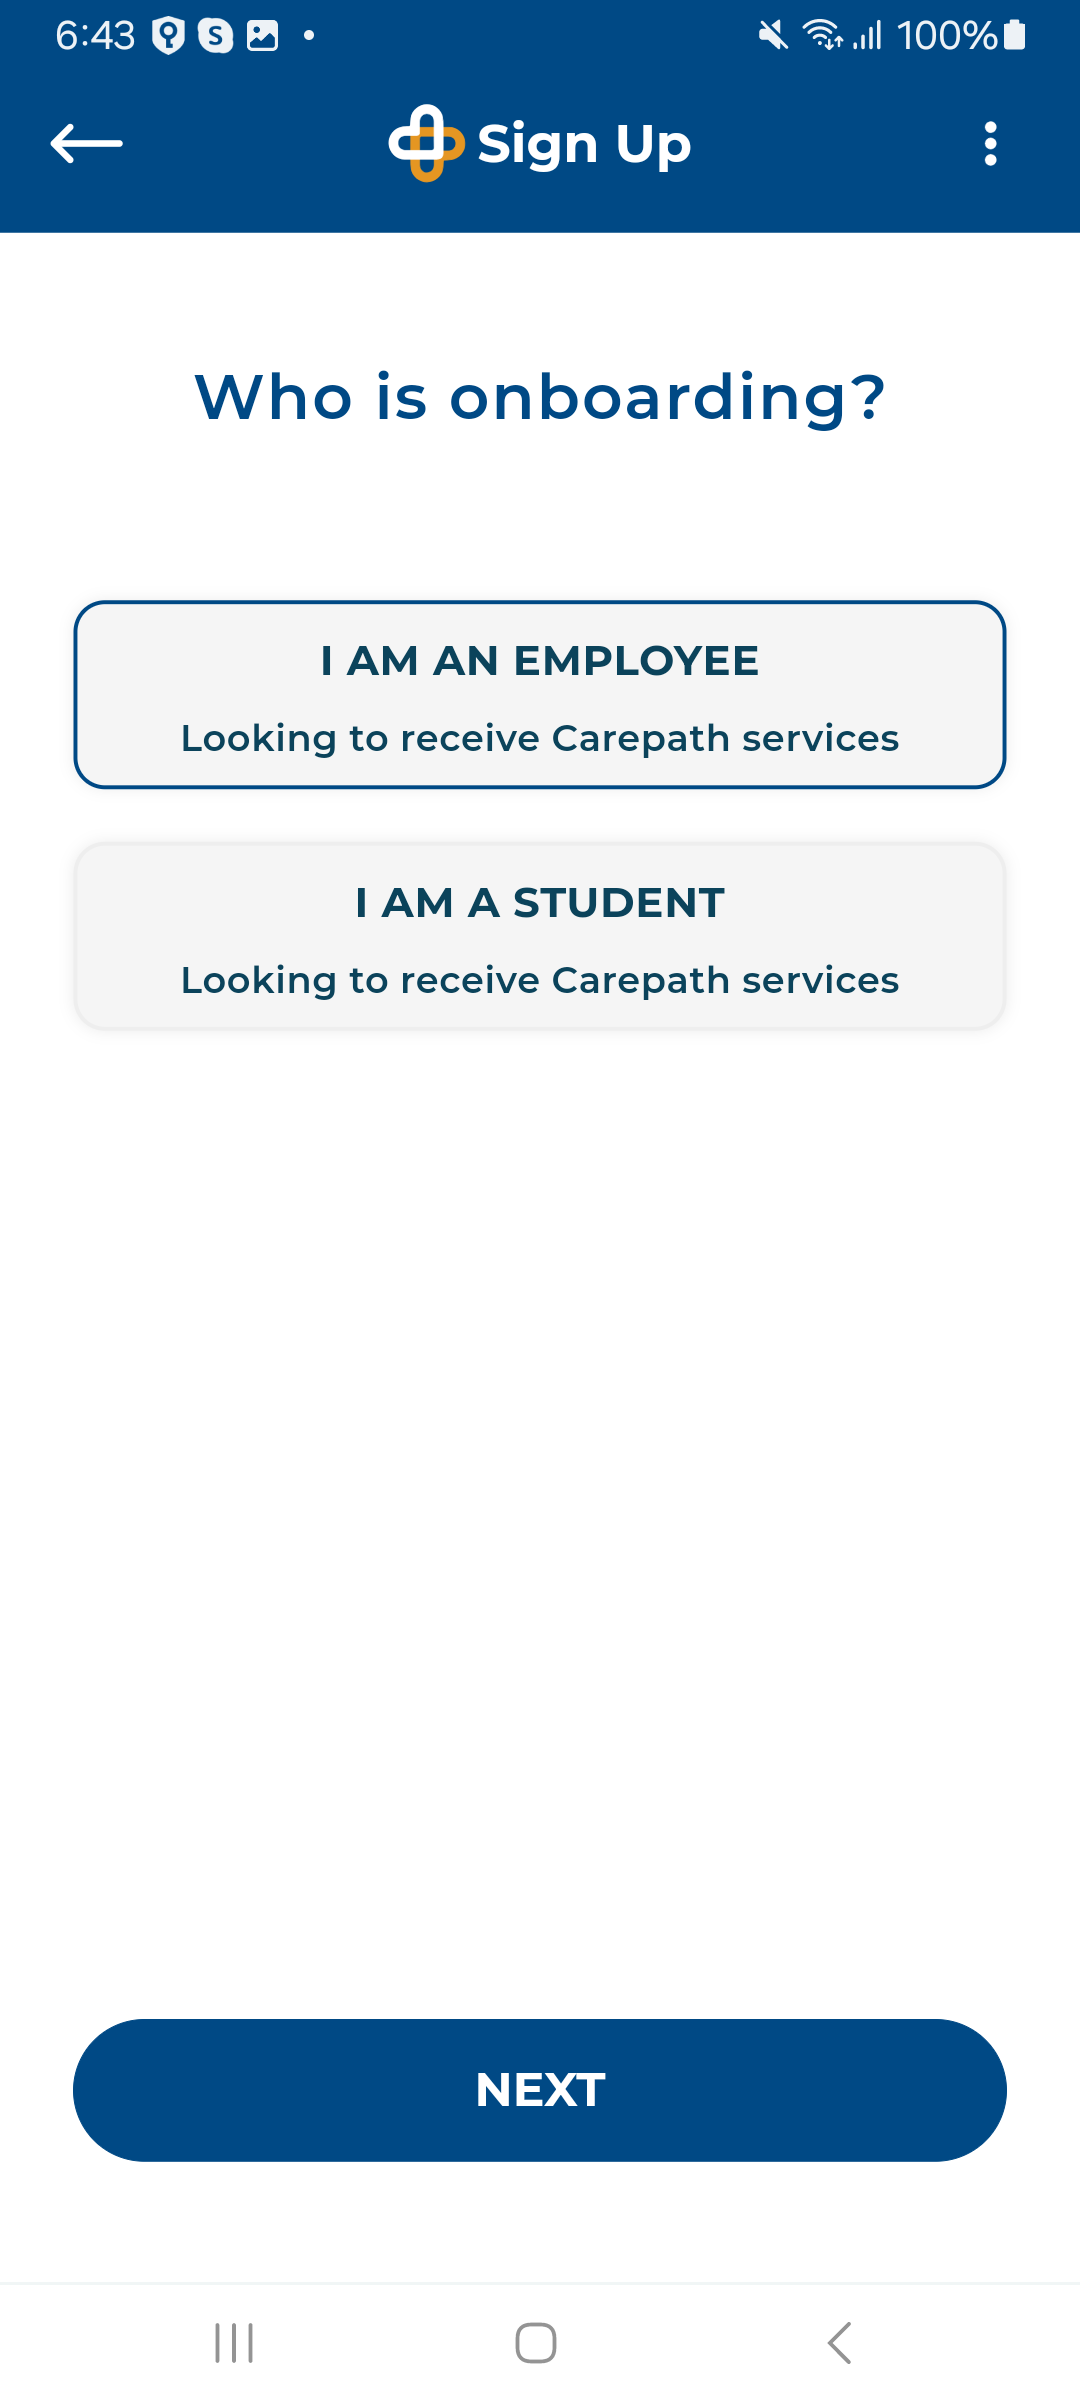 6:43
100%
Sign Up
Who is onboarding?
I AM AN EMPLOYEE
Looking to receive Carepath services
I AM A STUDENT
Looking to receive Carepath services
NEXT